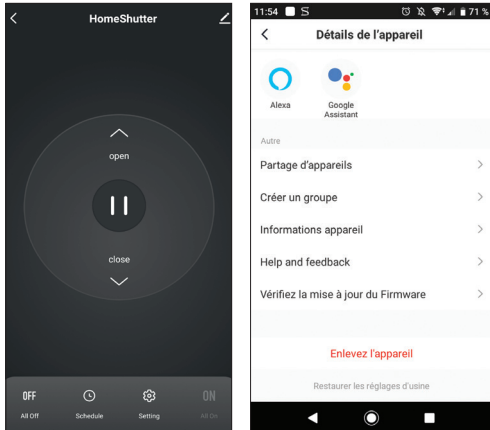 HomeShutter
open
close
OFF
ON
All Off
Schedule
Setting
All On
11:54
71 %
Détails de l'appareil
Alexa
Google
Assistant
Autre
Partage d'appareils
Créer un groupe
Informations appareil
Help and feedback
Vérifiez la mise à jour du Firmware
Enlevez l'appareil
Restaurer les réglages d'usine